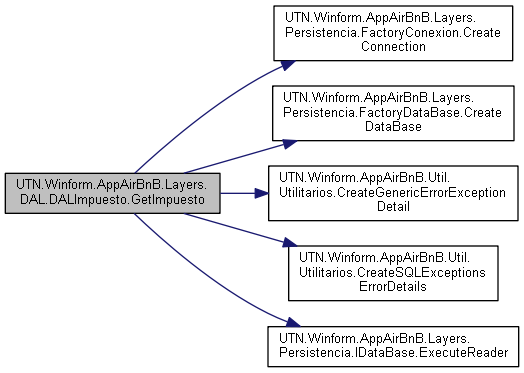 UTN.Winform.AppAirBnB.Layers.
Persistencia.FactoryConexion.Create
Connection
UTN.Winform.AppAirBnB.Layers.
Persistencia.FactoryDataBase.Create
DataBase
UTN.Winform.AppAirBnB.Layers.
DAL.DALImpuesto.GetImpuesto
UTN.Winform.AppAirBnB.Util.
Utilitarios.CreateGenericErrorException
Detail
UTN.Winform.AppAirBnB.Util.
Utilitarios.CreateSQLExceptions
ErrorDetails
UTN.Winform.AppAirBnB.Layers.
Persistencia.IDataBase.ExecuteReader